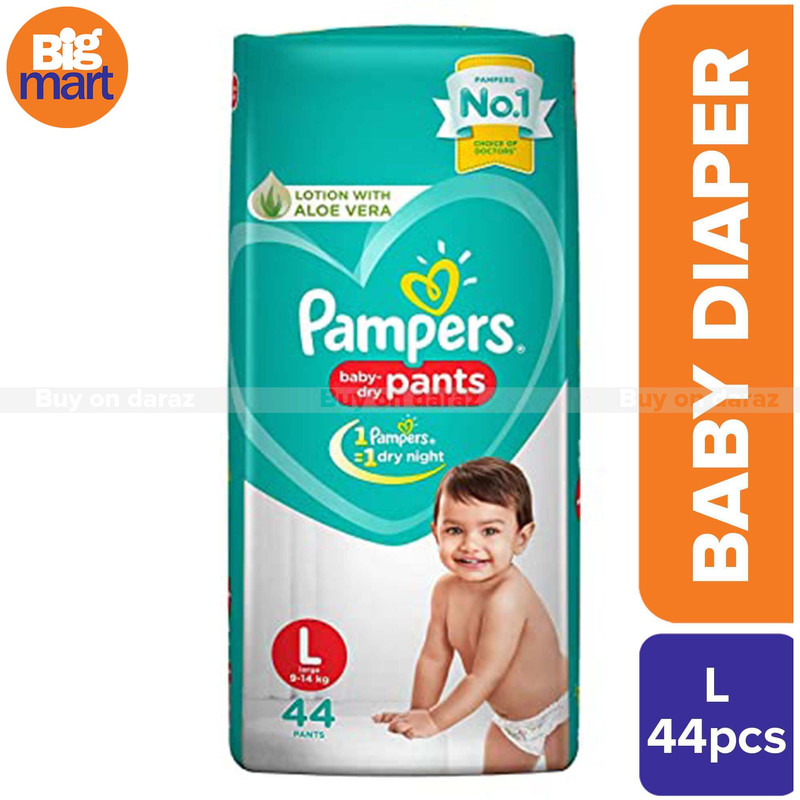 Big
mart
PAMPERS
No.1
CHOICE OF
DOCTORS*
LOTION WITH
ALOE VERA
Pampers®
baby-
dry pants
1 Pampers®
=1 dry night
L
large
9-14 kg
44
PANTS
BABY DIAPER
L
44pcs
Buy on daraz
Buy on daraz
Buy on daraz